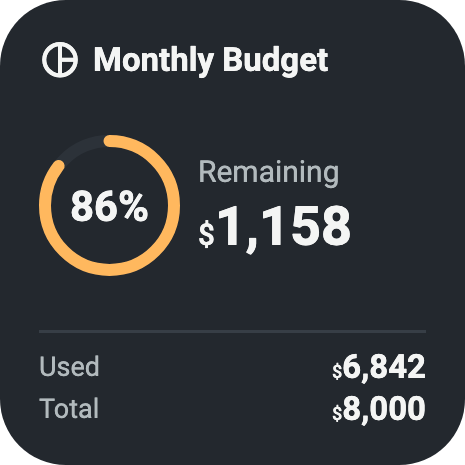 Monthly Budget
86%
Remaining
$1,158
Used $6,842
Total $8,000